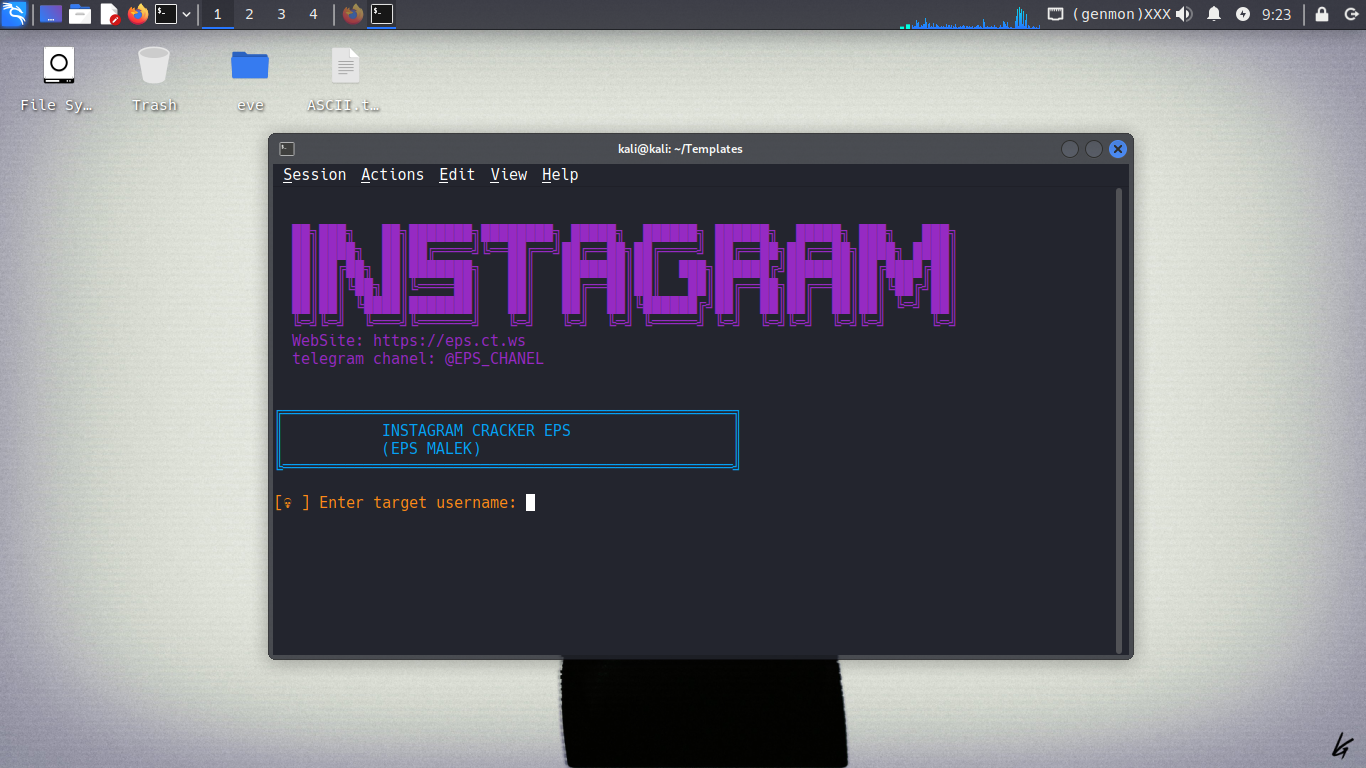 1 2 3 4 (genmon)XXX 9:23
File Sy... Trash eve ASCII.t...
kali@kali: ~/Templates
Session Actions Edit View Help
INSTAGRAM
WebSite: https://eps.ct.ws
telegram chanel: @EPS_CHANEL
INSTAGRAM CRACKER EPS
(EPS MALEK)
[💀 ] Enter target username: